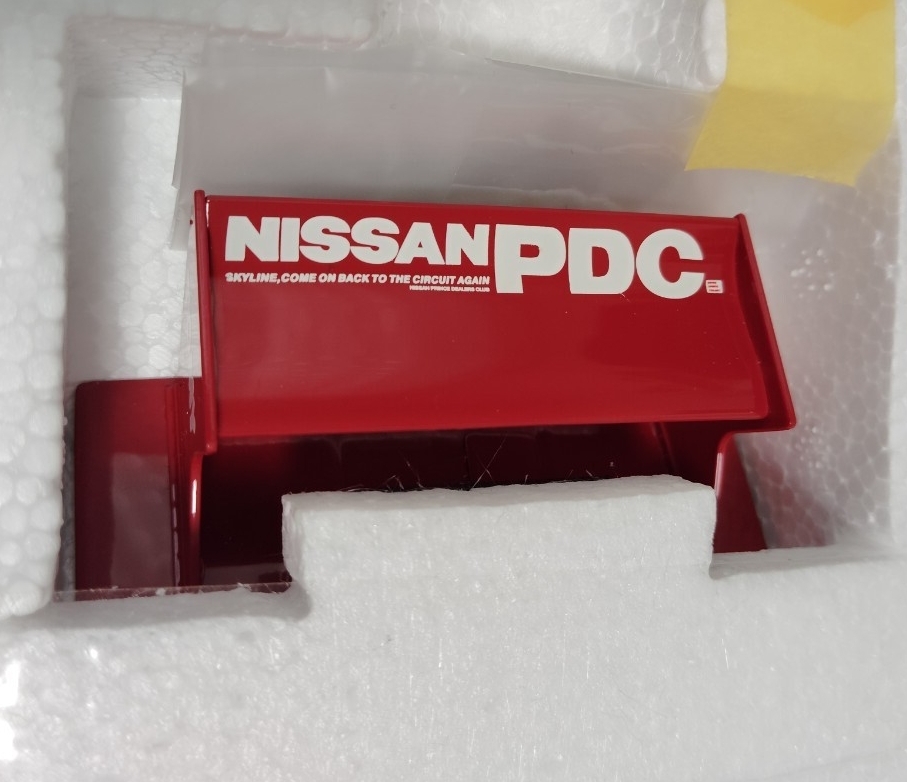 NISSAN PDC
SKYLINE,COME ON BACK TO THE CIRCUIT AGAIN
NISSAN PRINCE DEALERS CLUB